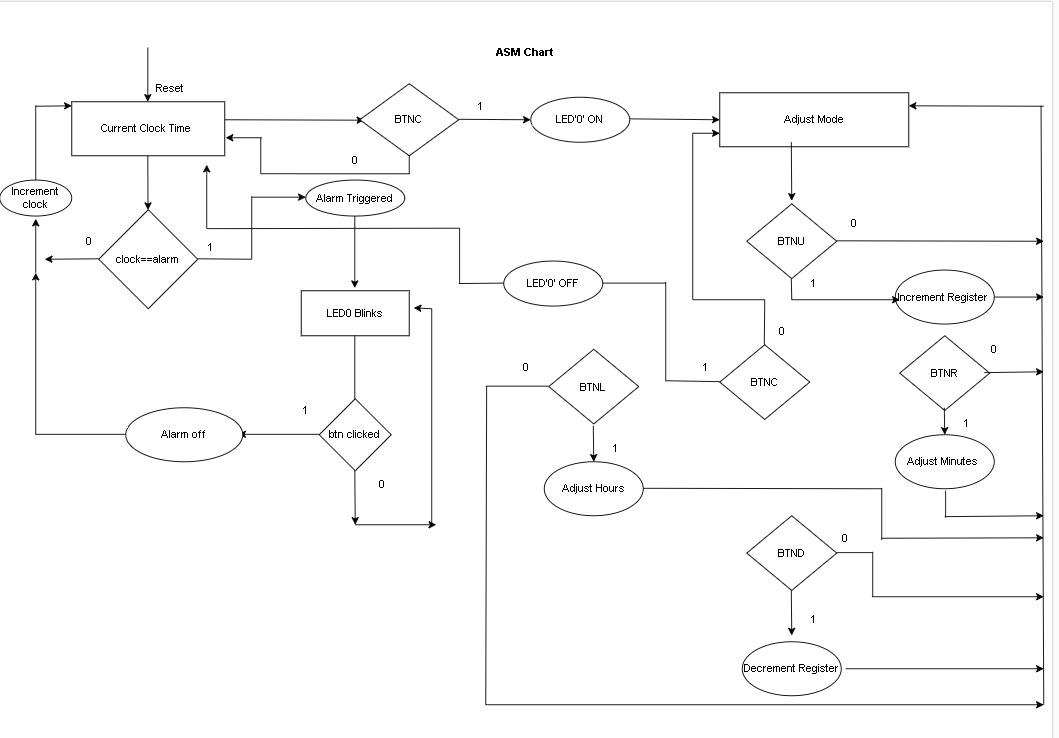 ASM Chart
Reset
Current Clock Time
BTNC
1
LED'0' ON
Adjust Mode
0
Increment
clock
Alarm Triggered
0
clock==alarm
1
BTNU
0
LED'0' OFF
1
Increment Register
LED0 Blinks
0
BTNR
0
0
BTNL
1
BTNC
1
btn clicked
1
Alarm off
1
Adjust Minutes
0
Adjust Hours
BTND
0
1
Decrement Register